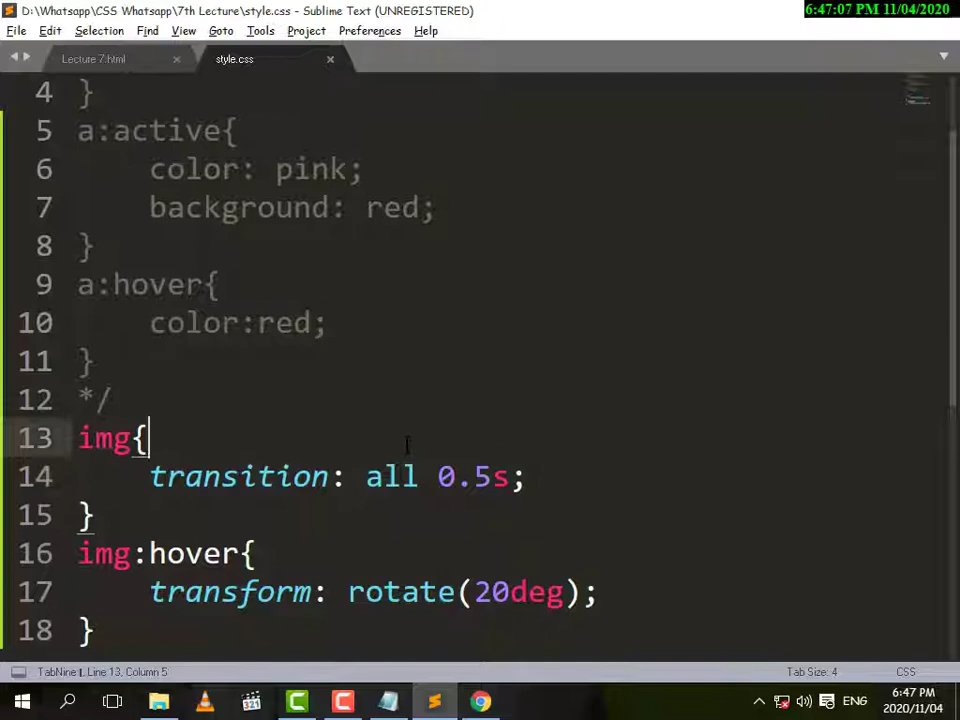 D:\Whatsapp\CSS Whatsapp\7th Lecture\style.css - Sublime Text (UNREGISTERED)
6:47:07 PM 11/04/2020
File Edit Selection Find View Goto Tools Project Preferences Help
Lecture 7.html
style.css
4 }
5 a:active{
6 color: pink;
7 background: red;
8 }
9 a:hover{
10 color:red;
11 }
12 */
13 img{
14 transition: all 0.5s;
15 }
16 img:hover{
17 transform: rotate(20deg);
18 }
TabNine, Line 13, Column 5
Tab Size: 4
CSS
321
ENG
6:47 PM
2020/11/04